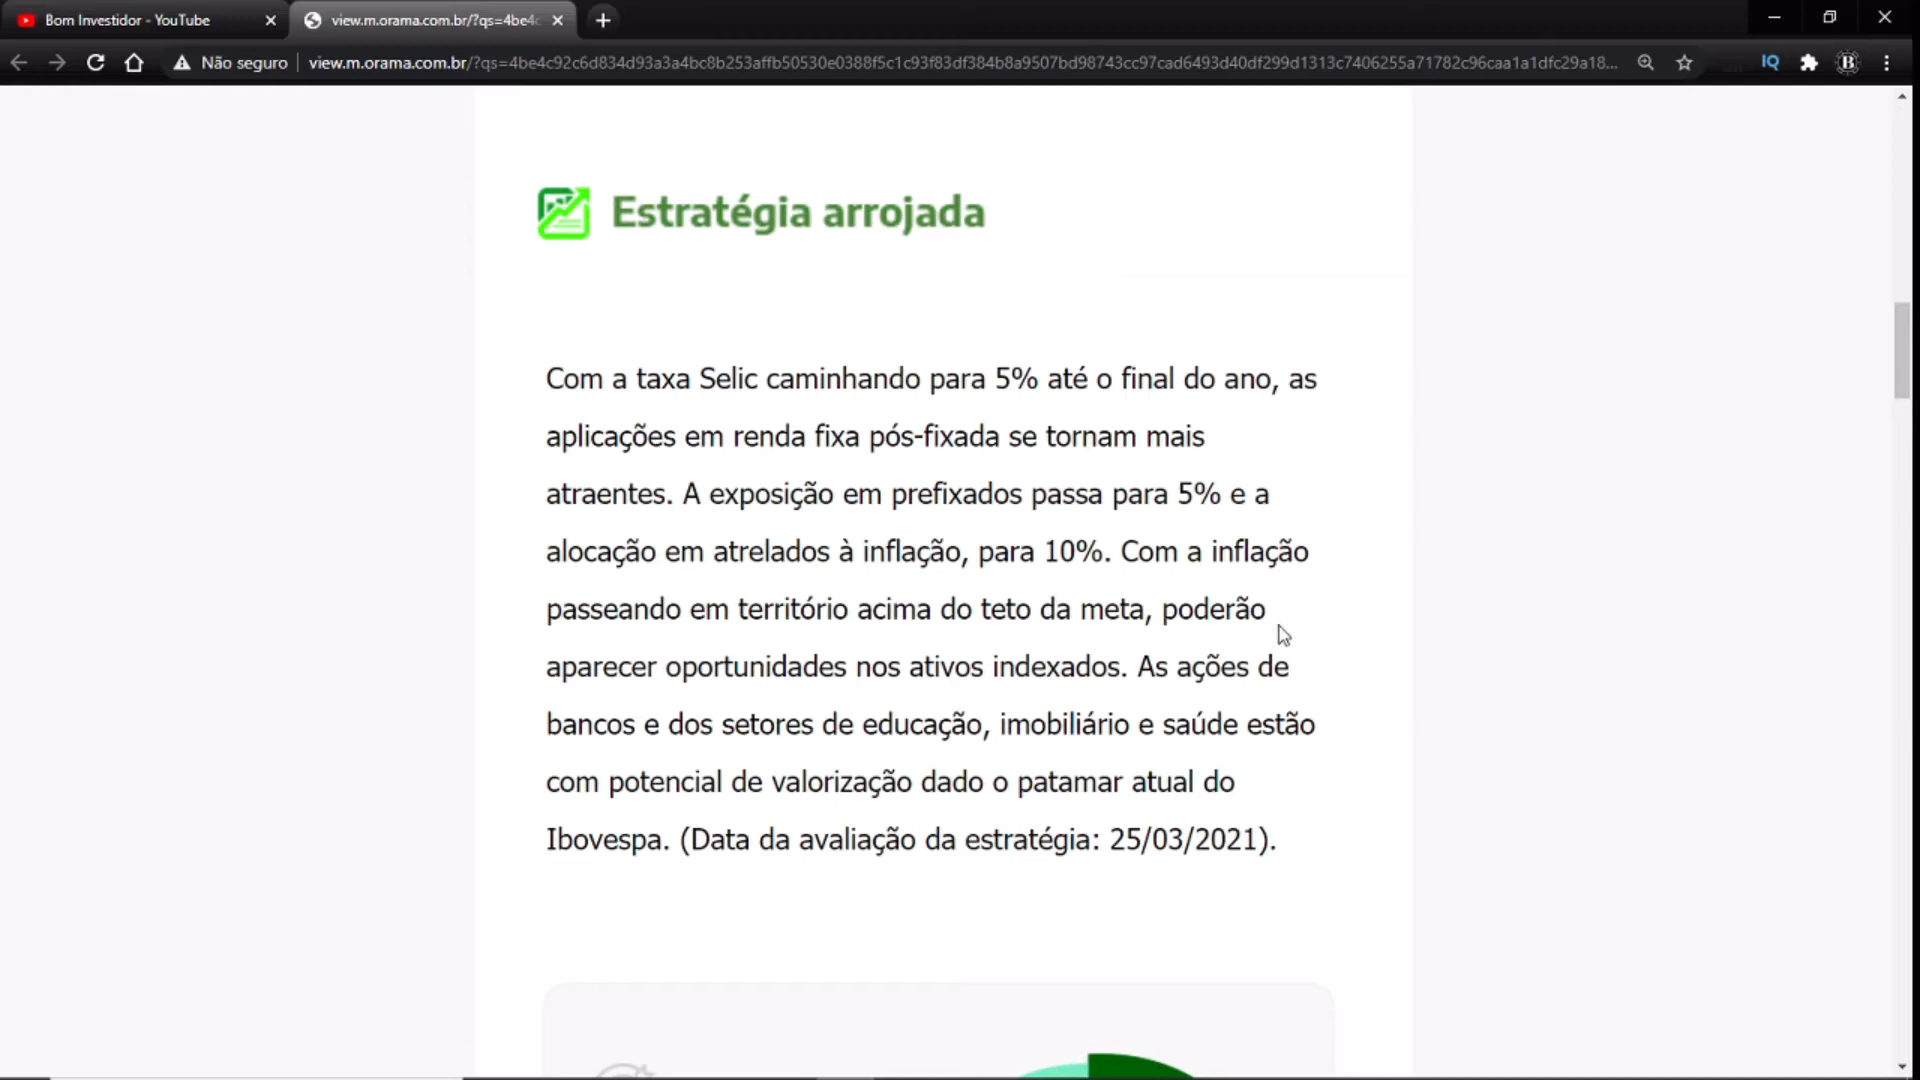 Bom Investidor - YouTube
view.m.orama.com.br/?qs=4be4c
Não seguro
view.m.orama.com.br/?qs=4be4c92c6d834d93a3a4bc8b253affb50530e0388f5c1c93f83df384b8a9507bd98743cc97cad6493d40df299d1313c7406255a71782c96caa1a1dfc29a18...
IQ
B
Estratégia arrojada
Com a taxa Selic caminhando para 5% até o final do ano, as
aplicações em renda fixa pós-fixada se tornam mais
atraentes. A exposição em prefixados passa para 5% e a
alocação em atrelados à inflação, para 10%. Com a inflação
passeando em território acima do teto da meta, poderão
aparecer oportunidades nos ativos indexados. As ações de
bancos e dos setores de educação, imobiliário e saúde estão
com potencial de valorização dado o patamar atual do
Ibovespa. (Data da avaliação da estratégia: 25/03/2021).